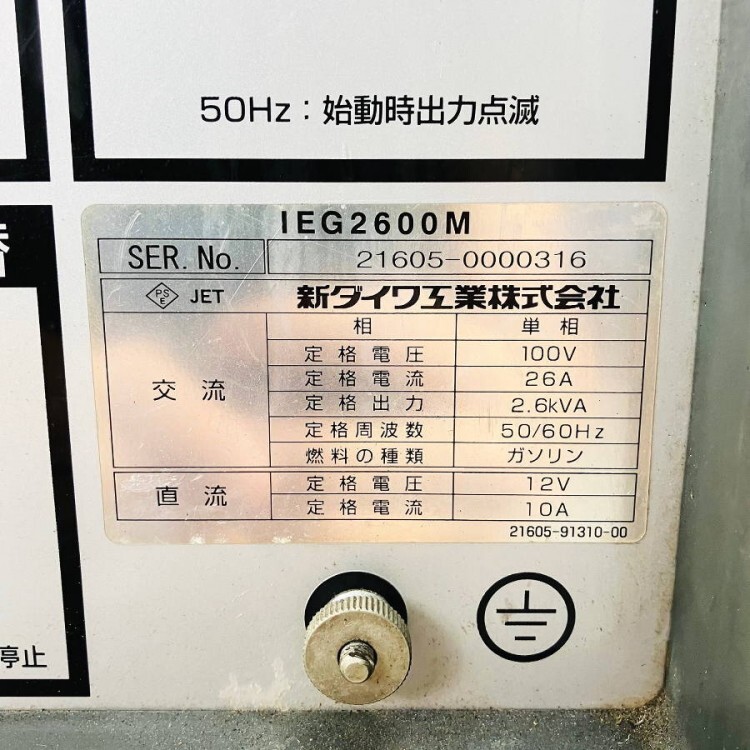 50Hz：始動時出力点滅
IEG2600M
SER. No. 21605-0000316
PSE JET 新ダイワ工業株式会社
交流 相 単相
定格電圧 100V
定格電流 26A
定格出力 2.6kVA
定格周波数 50/60Hz
燃料の種類 ガソリン
直流 定格電圧 12V
定格電流 10A
21605-91310-00
停止